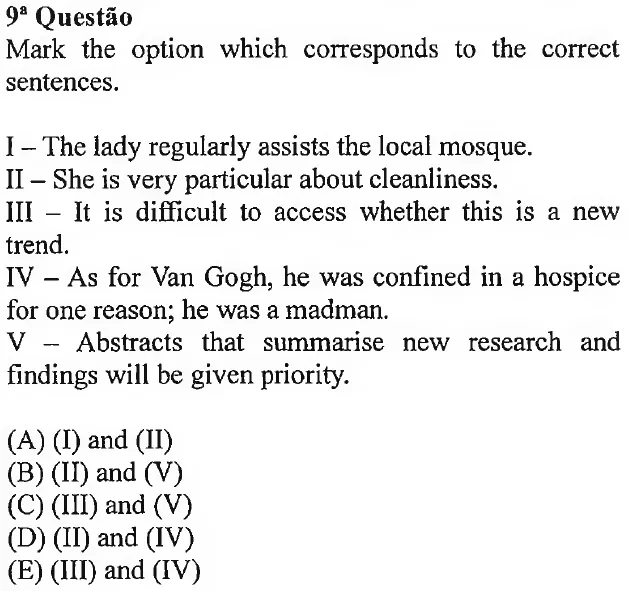 9ª Questão
Mark the option which corresponds to the correct
sentences.
I – The lady regularly assists the local mosque.
II – She is very particular about cleanliness.
III – It is difficult to access whether this is a new
trend.
IV – As for Van Gogh, he was confined in a hospice
for one reason; he was a madman.
V – Abstracts that summarise new research and
findings will be given priority.
(A) (I) and (II)
(B) (II) and (V)
(C) (III) and (V)
(D) (II) and (IV)
(E) (III) and (IV)